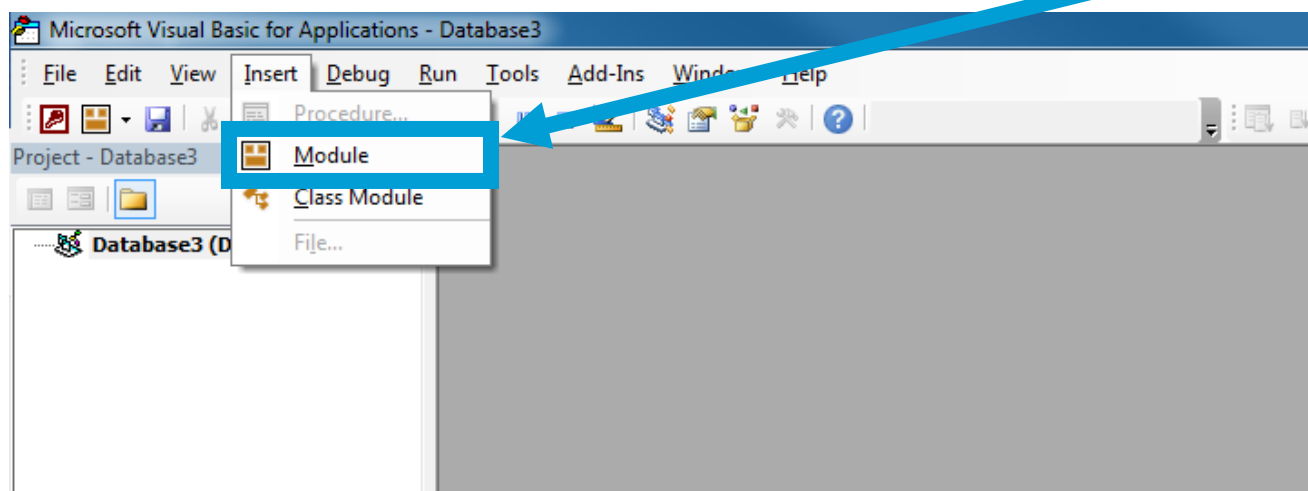 Microsoft Visual Basic for Applications - Database3
File Edit View Insert Debug Run Tools Add-Ins Window Help
Procedure...
Project - Database3
Module
Class Module
Database3 (D
File...